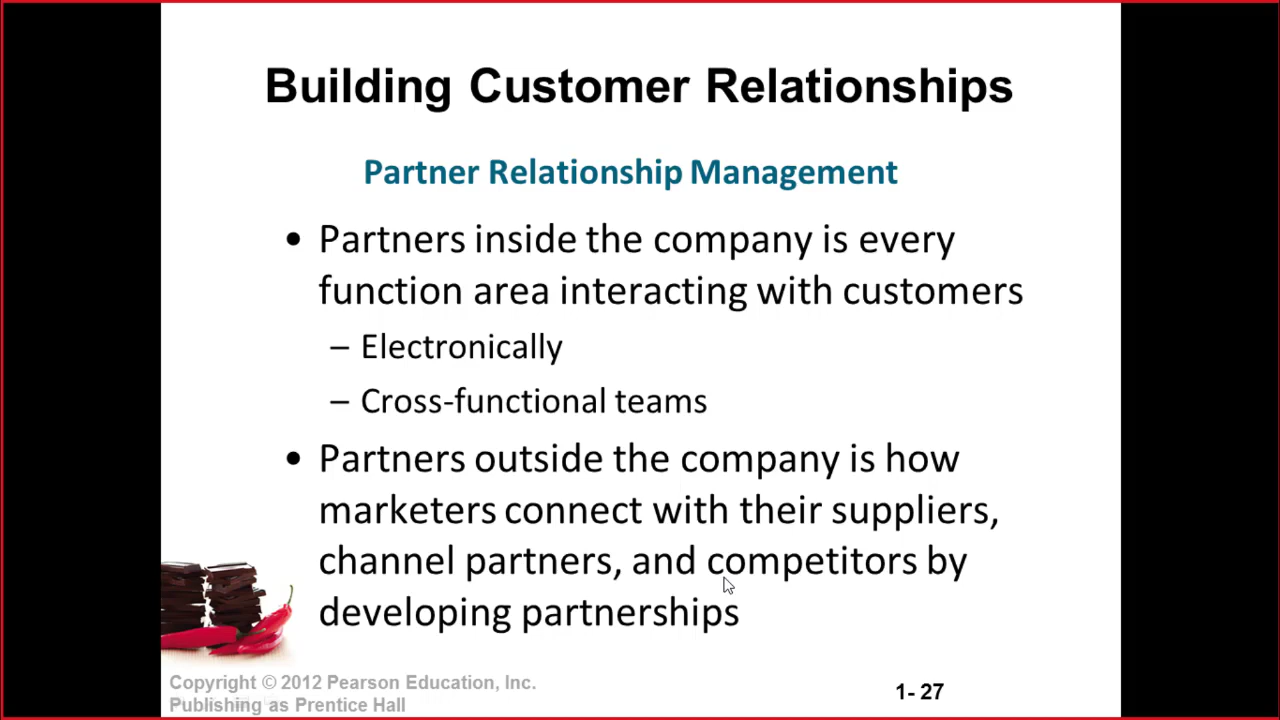 Building Customer Relationships
Partner Relationship Management
• Partners inside the company is every
function area interacting with customers
– Electronically
– Cross-functional teams
• Partners outside the company is how
marketers connect with their suppliers,
channel partners, and competitors by
developing partnerships
Copyright © 2012 Pearson Education, Inc.
Publishing as Prentice Hall
1- 27